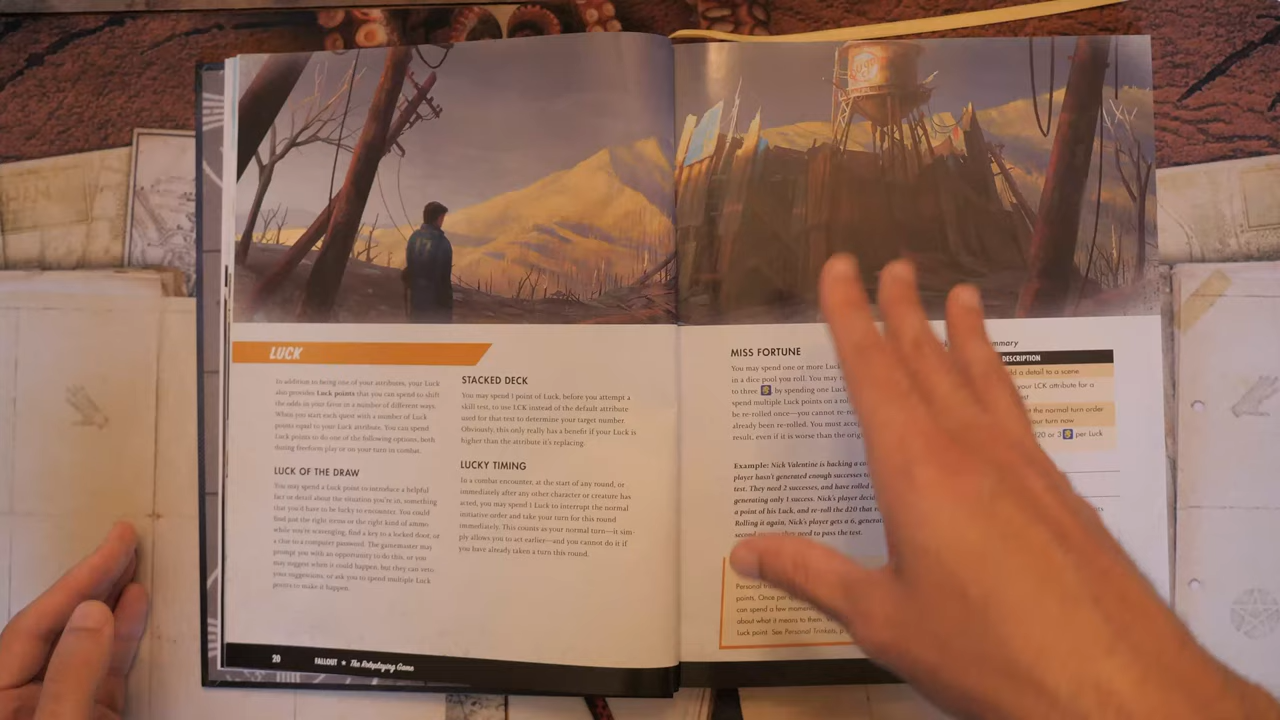 LUCK
In addition to being one of your attributes, your Luck
also provides Luck points that you can spend to shift
the odds in your favor in a number of different ways.
When you start each quest with a number of Luck
points equal to your Luck attribute. You can spend
Luck points to do one of the following options, both
during freeform play or on your turn in combat.
LUCK OF THE DRAW
You may spend a Luck point to introduce a helpful
fact or detail about the situation you're in, something
that you'd have to be lucky to encounter. You could
find just the right items or the right kind of ammo
while you're scavenging, find a key to a locked door, or
a clue to a computer password. The gamemaster may
prompt you with an opportunity to do this, or you
may suggest when it could happen, but they can veto
your suggestions, or ask you to spend multiple Luck
points to make it happen.
STACKED DECK
You may spend 1 point of Luck, before you attempt a
skill test, to use LCK instead of the default attribute
used for that test to determine your target number.
Obviously, this only really has a benefit if your Luck is
higher than the attribute it's replacing.
LUCKY TIMING
In a combat encounter, at the start of any round, or
immediately after any other character or creature has
acted, you may spend 1 Luck to interrupt the normal
initiative order and take your turn for this round
immediately. This counts as your normal turn—it sim-
ply allows you to act earlier—and you cannot do it if
you have already taken a turn this round.
20 FALLOUT ★ The Roleplaying Game
MISS FORTUNE
You may spend one or more Luck
in a dice pool you roll. You may
to three by spending one Luck
spend multiple Luck points on a
be re-rolled once—you cannot
already been re-rolled. You must
result, even if it is worse than the
Example: Nick Valentine is hacking a
player hasn't generated enough successes
test. They need 2 successes, and have rolled
generating only 1 success. Nick's player
a point of his Luck, and re-roll the d20 that
Rolling it again, Nick's player gets a 6,
they need to pass the test.
Personal
points. Once per
can spend a few
about what it means to them.
Luck point. See Personal Trinkets,
DESCRIPTION
add a detail to a scene
your LCK attribute for a
the normal turn order
your turn now
d20 or 3 per Luck